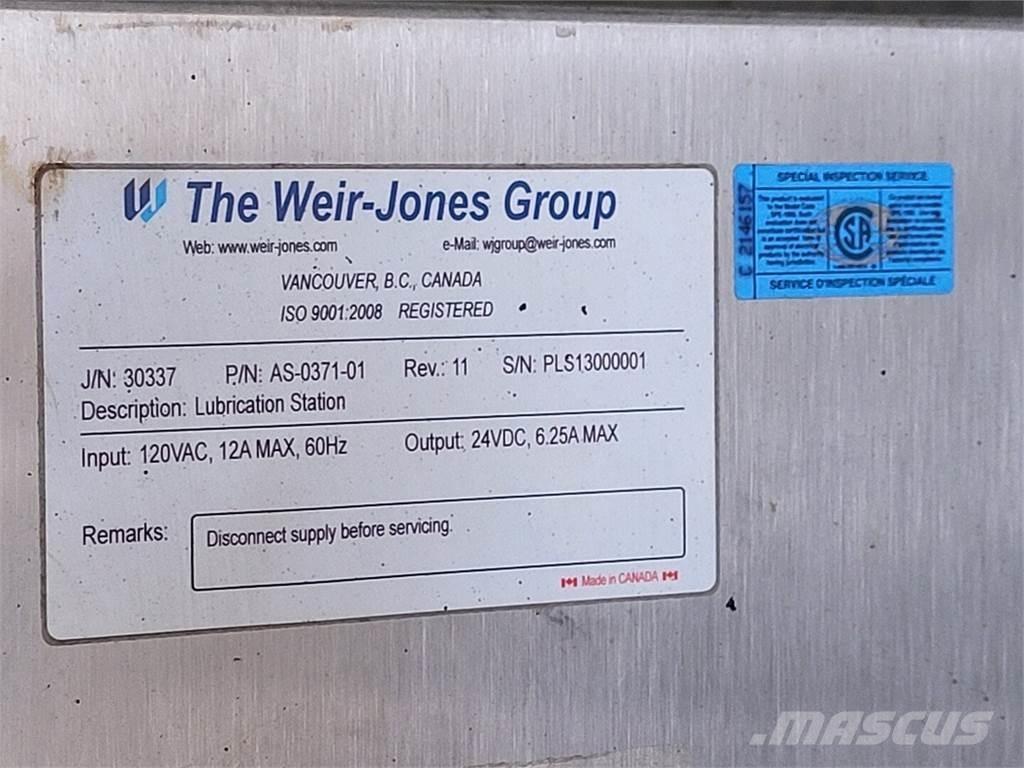 The Weir-Jones Group
Web: www.weir-jones.com e-Mail: wjgroup@weir-jones.com
VANCOUVER, B.C., CANADA
ISO 9001:2008 REGISTERED
J/N: 30337 P/N: AS-0371-01 Rev.: 11 S/N: PLS13000001
Description: Lubrication Station
Input: 120VAC, 12A MAX, 60Hz Output: 24VDC, 6.25A MAX
Remarks: Disconnect supply before servicing.
Made in CANADA
SPECIAL INSPECTION SERVICE
C 2146157
CSA
SERVICE D'INSPECTION SPÉCIALE
.MASCUS